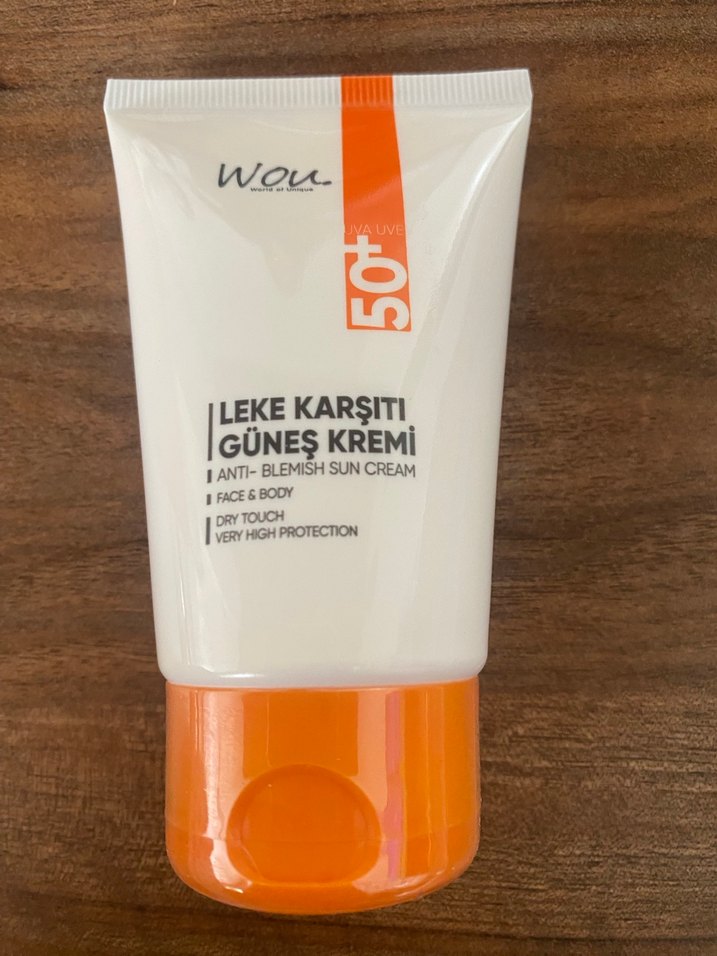 Wou.
World of Unique
UVA UVB
50+
LEKE KARŞITI
GÜNEŞ KREMİ
ANTI- BLEMISH SUN CREAM
FACE & BODY
DRY TOUCH
VERY HIGH PROTECTION